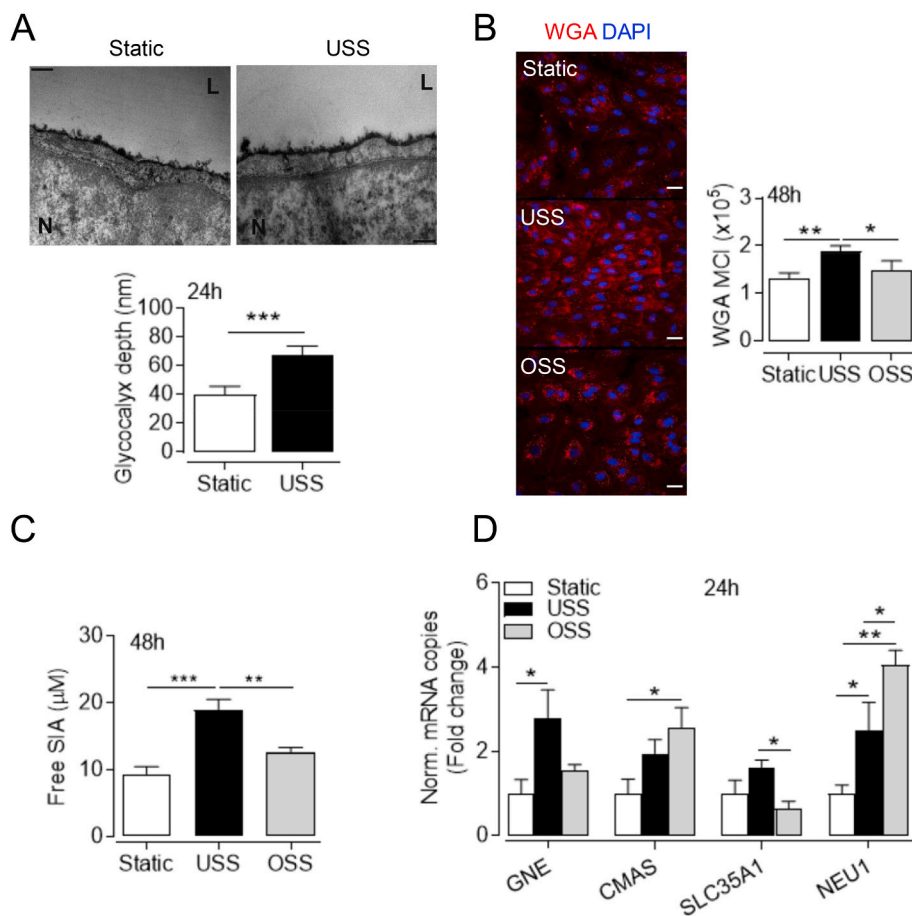 A
Static
USS
L
L
N
N
24h
***
Glycocalyx depth (nm)
100
80
60
40
20
0
Static
USS
B
WGA DAPI
Static
USS
OSS
48h
**
*
WGA MCI (x10⁵)
3
2
1
0
Static
USS
OSS
C
48h
***
**
Free SIA (µM)
30
20
10
0
Static
USS
OSS
D
Static
USS
OSS
24h
*
*
*
*
**
*
Norm. mRNA copies
(Fold change)
6
4
2
0
GNE
CMAS
SLC35A1
NEU1